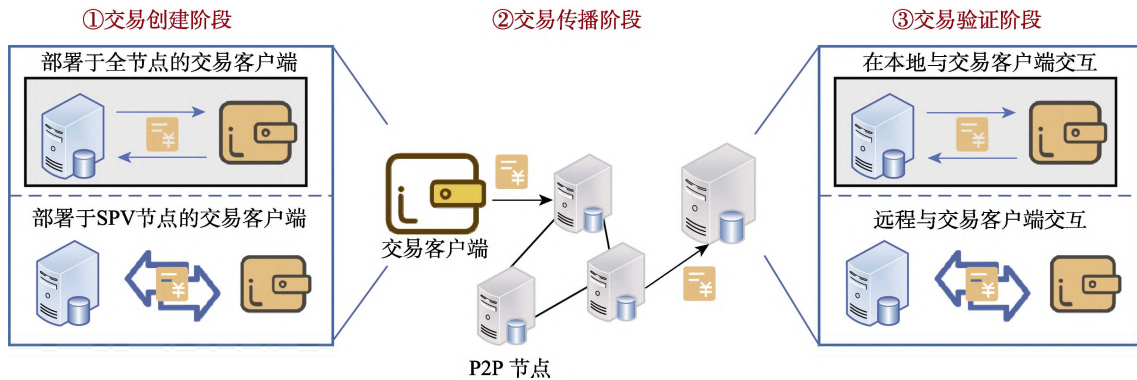 ①交易创建阶段
②交易传播阶段
③交易验证阶段
部署于全节点的交易客户端
部署于SPV节点的交易客户端
交易客户端
P2P 节点
在本地与交易客户端交互
远程与交易客户端交互